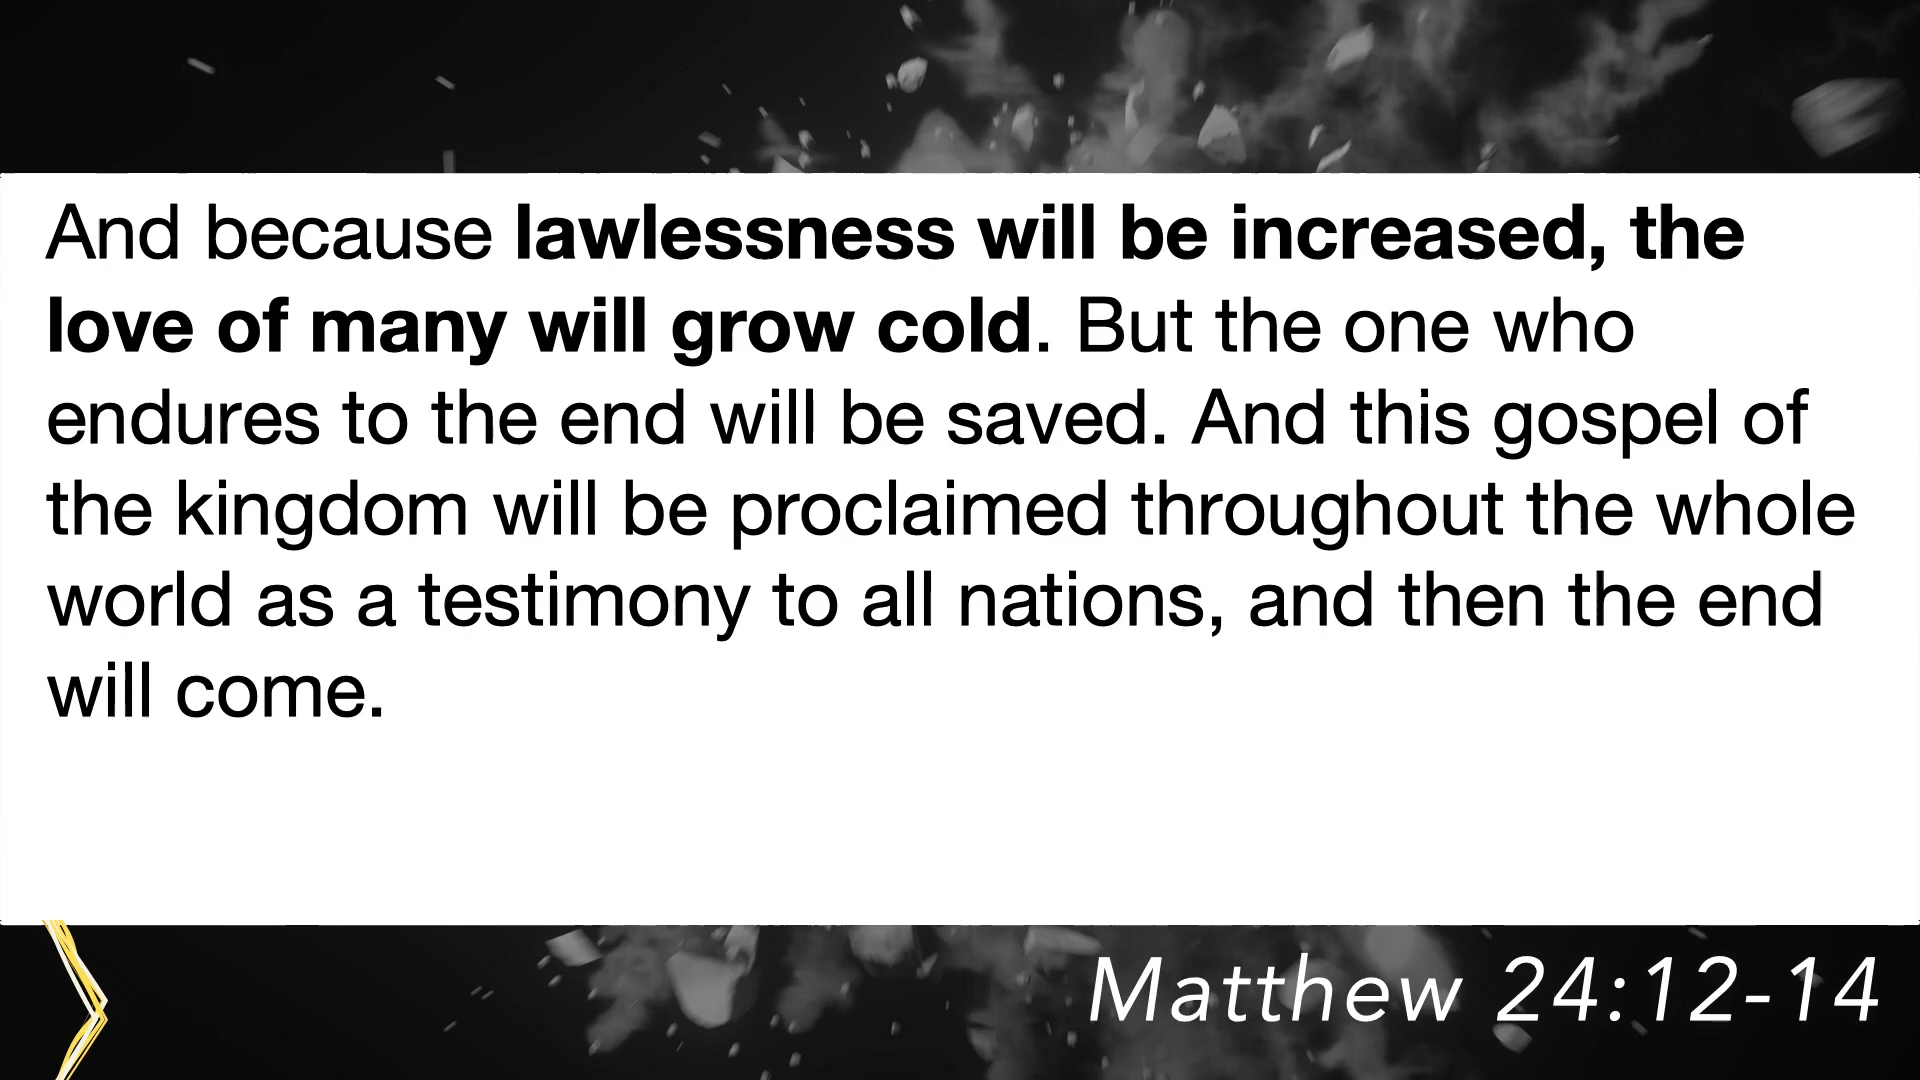 And because lawlessness will be increased, the
love of many will grow cold. But the one who
endures to the end will be saved. And this gospel of
the kingdom will be proclaimed throughout the whole
world as a testimony to all nations, and then the end
will come.
Matthew 24:12-14